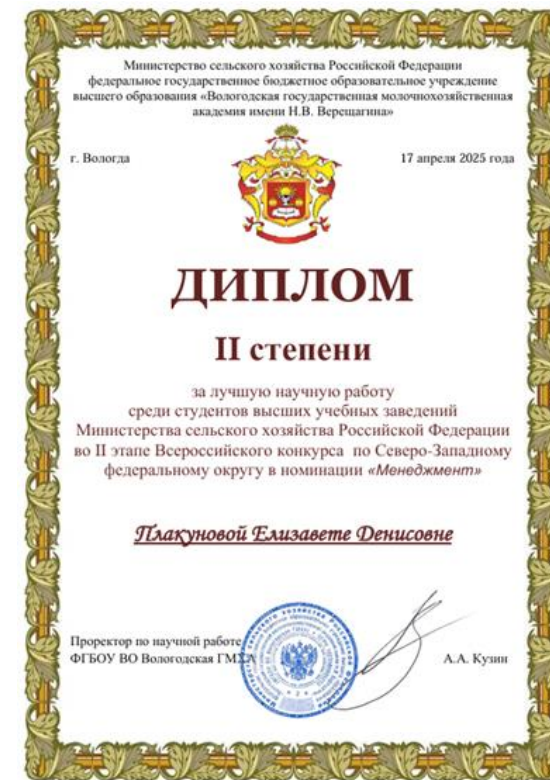 Министерство сельского хозяйства Российской Федерации
федеральное государственное бюджетное образовательное учреждение
высшего образования «Вологодская государственная молочнохозяйственная
академия имени Н.В. Верещагина»
г. Вологда 17 апреля 2025 года
ДИПЛОМ
II степени
за лучшую научную работу
среди студентов высших учебных заведений
Министерства сельского хозяйства Российской Федерации
во II этапе Всероссийского конкурса по Северо-Западному
федеральному округу в номинации «Менеджмент»
Плакуновой Елизавете Денисовне
Проректор по научной работе
ФГБОУ ВО Вологодская ГМХА А.А. Кузин